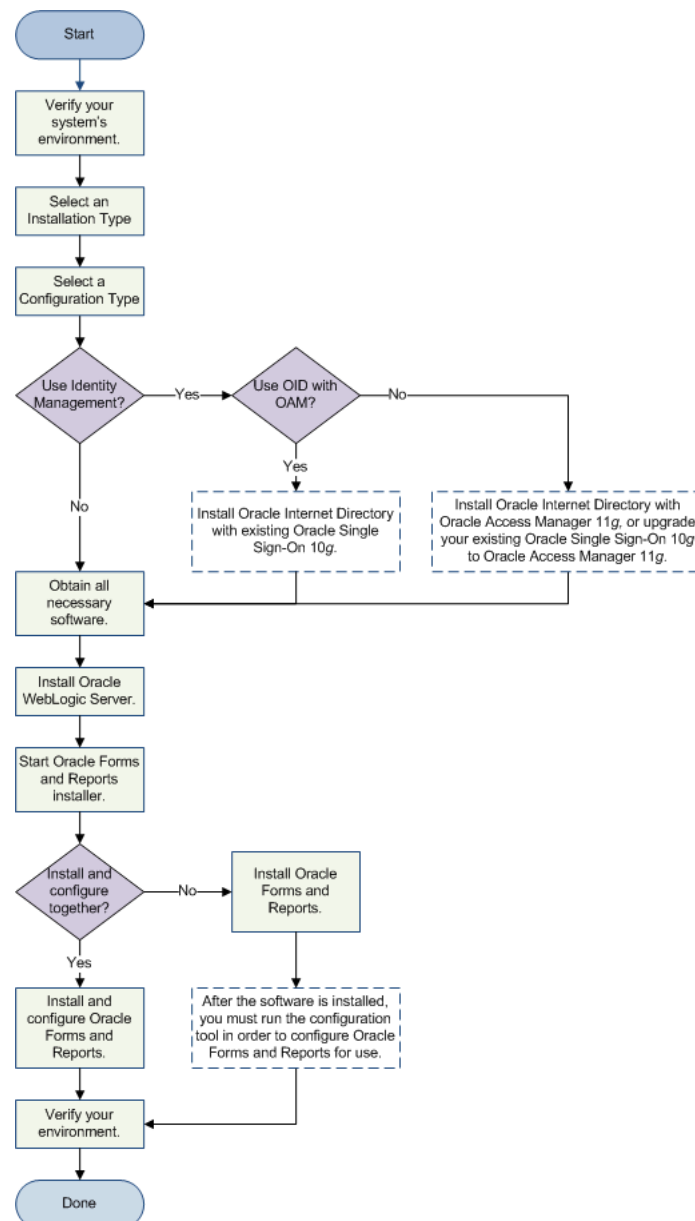 Start
Verify your
system's
environment.
Select an
Installation Type
Select a
Configuration Type
Use Identity
Management?
Yes
Use OID with
OAM?
No
No
Yes
Install Oracle Internet Directory
with existing Oracle Single
Sign-On 10g.
Install Oracle Internet Directory with
Oracle Access Manager 11g, or upgrade
your existing Oracle Single Sign-On 10g
to Oracle Access Manager 11g.
Obtain all
necessary
software.
Install Oracle
WebLogic Server.
Start Oracle Forms
and Reports
installer.
Install and
configure
together?
No
Install Oracle
Forms and
Reports.
Yes
Install and
configure Oracle
Forms and
Reports.
After the software is installed,
you must run the configuration
tool in order to configure Oracle
Forms and Reports for use.
Verify your
environment.
Done